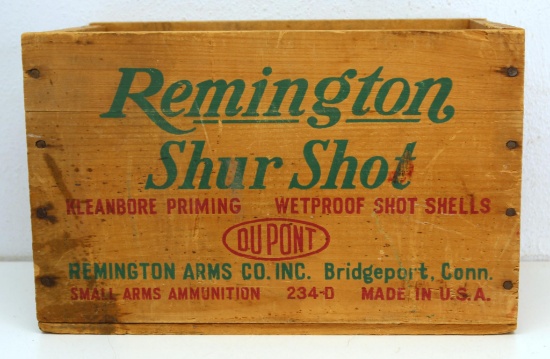 Remington
Shur Shot
KLEANBORE PRIMING WETPROOF SHOT SHELLS
DU PONT
REMINGTON ARMS CO. INC. Bridgeport, Conn.
SMALL ARMS AMMUNITION 234-D MADE IN U.S.A.